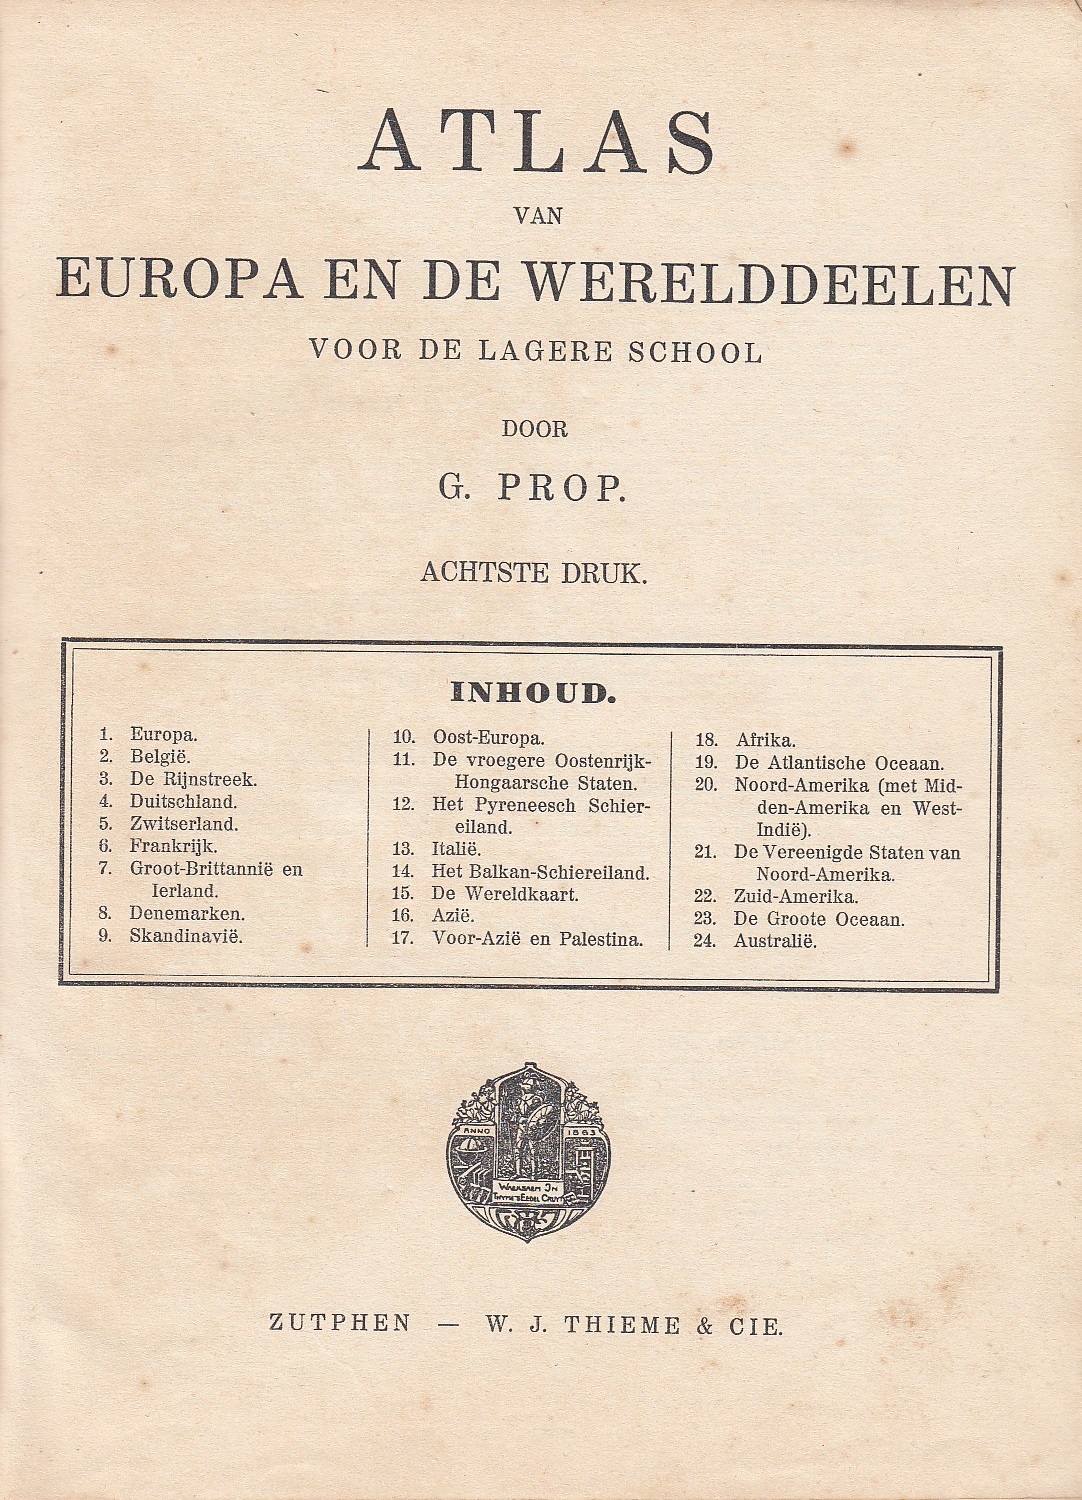 ATLAS
VAN
EUROPA EN DE WERELDDEELEN
VOOR DE LAGERE SCHOOL
DOOR
G. PROP.
ACHTSTE DRUK.
INHOUD.
1. Europa.
2. België.
3. De Rijnstreek.
4. Duitschland.
5. Zwitserland.
6. Frankrijk.
7. Groot-Brittannië en
Ierland.
8. Denemarken.
9. Skandinavië.
10. Oost-Europa.
11. De vroegere Oostenrijk-
Hongaarsche Staten.
12. Het Pyreneesch Schier-
eiland.
13. Italië.
14. Het Balkan-Schiereiland.
15. De Wereldkaart.
16. Azië.
17. Voor-Azië en Palestina.
18. Afrika.
19. De Atlantische Oceaan.
20. Noord-Amerika (met Mid-
den-Amerika en West-
Indië).
21. De Vereenigde Staten van
Noord-Amerika.
22. Zuid-Amerika.
23. De Groote Oceaan.
24. Australië.
ANNO 1863
ZUTPHEN — W. J. THIEME & CIE.